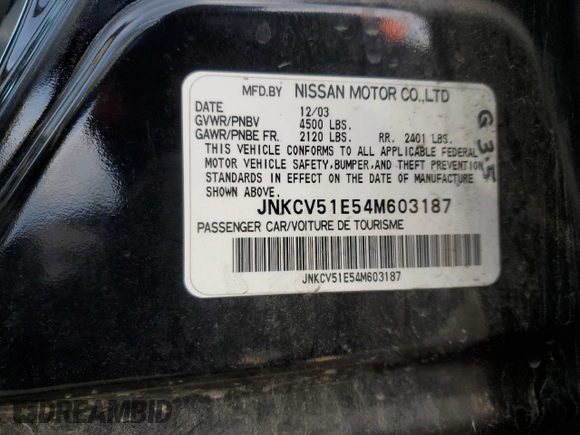 MFD.BY NISSAN MOTOR CO.,LTD
DATE 12/03
GVWR/PNBV 4500 LBS.
GAWR/PNBE FR. 2120 LBS. RR. 2401 LBS.
THIS VEHICLE CONFORMS TO ALL APPLICABLE FEDERAL
MOTOR VEHICLE SAFETY, BUMPER, AND THEFT PREVENTION
STANDARDS IN EFFECT ON THE DATE OF MANUFACTURE
SHOWN ABOVE.
JNKCV51E54M603187
PASSENGER CAR/VOITURE DE TOURISME
JNKCV51E54M603187
G35
DREAMBID